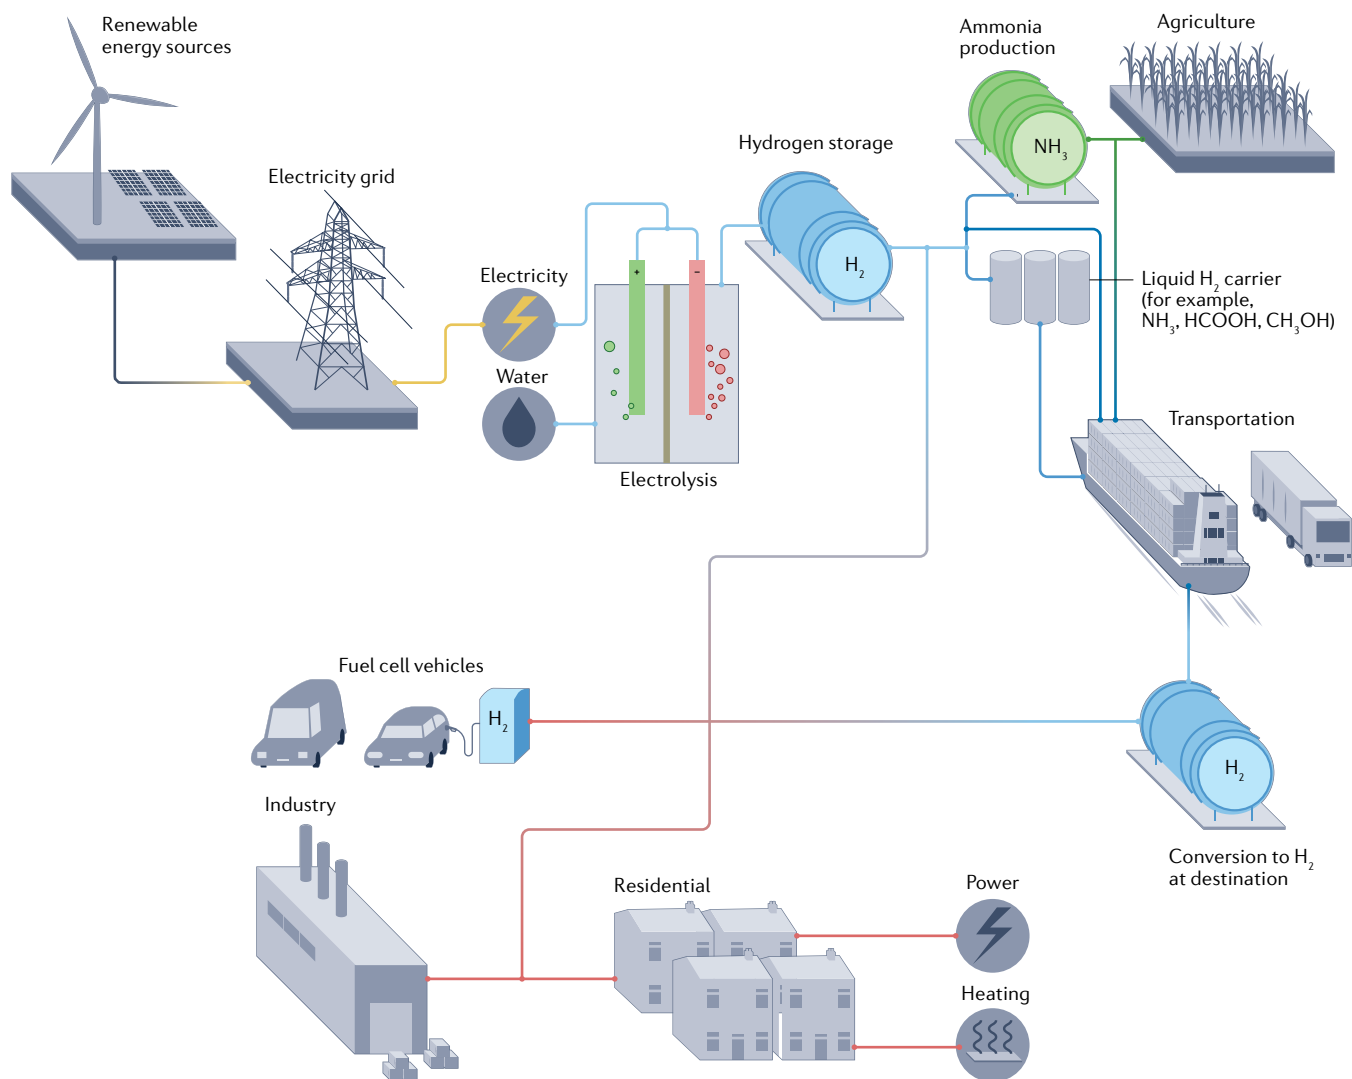 Renewable
energy sources
Electricity grid
Electricity
Water
+
−
Electrolysis
Hydrogen storage
H₂
Ammonia
production
NH₃
Agriculture
Liquid H₂ carrier
(for example,
NH₃, HCOOH, CH₃OH)
Transportation
Fuel cell vehicles
H₂
H₂
Conversion to H₂
at destination
Industry
Residential
Power
Heating